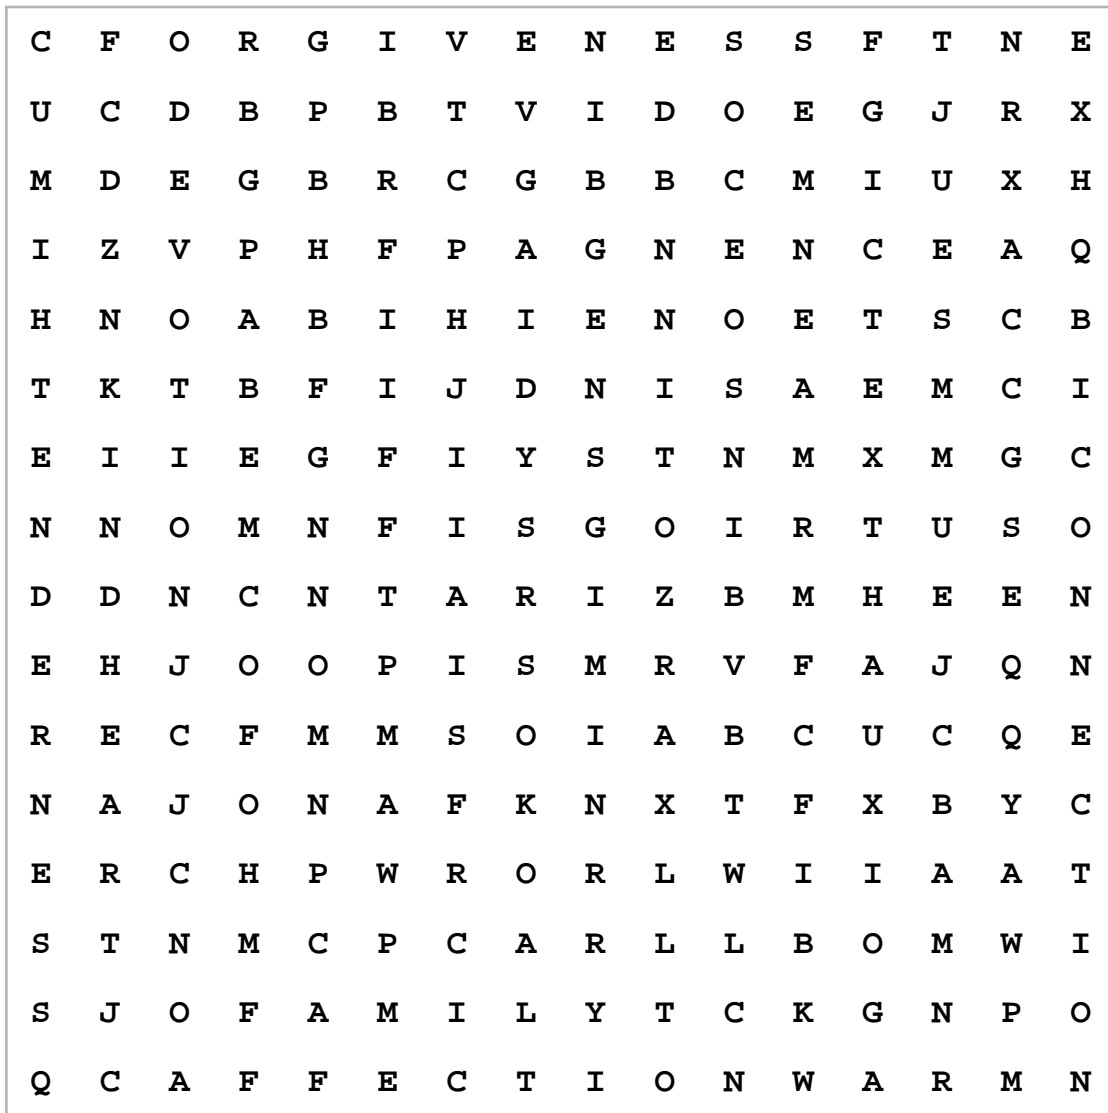 C F O R G I V E N E S S F T N E
U C D B P B T V I D O E G J R X
M D E G B R C G B B C M I U X H
I Z V P H F P A G N E N C E A Q
H N O A B I H I E N O E T S C B
T K T B F I J D N I S A E M C I
E I I E G F I Y S T N M X M G C
N N O M N F I S G O I R T U S O
D D N C N T A R I Z B M H E E N
E H J O O P I S M R V F A J Q N
R E C F M M S O I A B C U C Q E
N A J O N A F K N X T F X B Y C
E R C H P W R O R L W I I A A T
S T N M C P C A R L L B O M W I
S J O F A M I L Y T C K G N P O
Q C A F F E C T I O N W A R M N